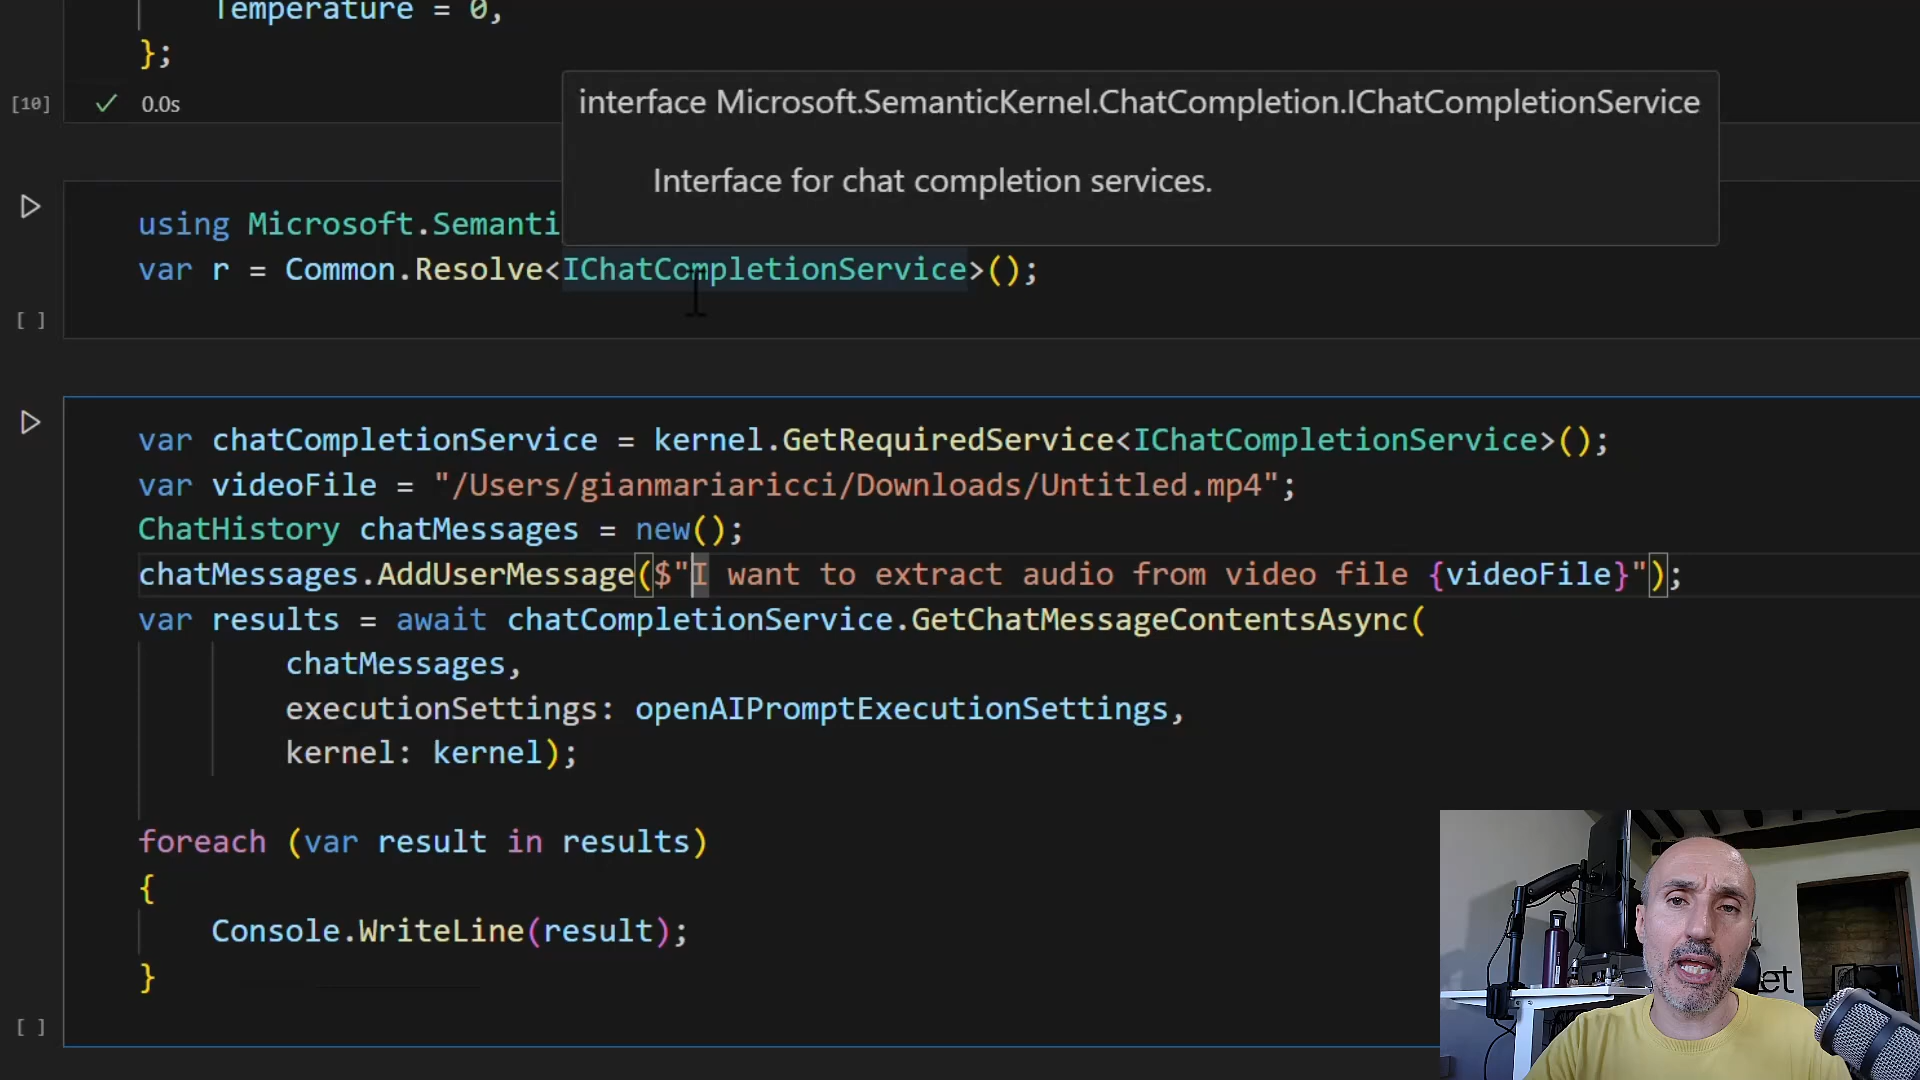 Temperature = 0,
};
[10] 0.0s
interface Microsoft.SemanticKernel.ChatCompletion.IChatCompletionService
Interface for chat completion services.
using Microsoft.Semanti
var r = Common.Resolve<IChatCompletionService>();
[ ]
var chatCompletionService = kernel.GetRequiredService<IChatCompletionService>();
var videoFile = "/Users/gianmariaricci/Downloads/Untitled.mp4";
ChatHistory chatMessages = new();
chatMessages.AddUserMessage($"I want to extract audio from video file {videoFile}");
var results = await chatCompletionService.GetChatMessageContentsAsync(
chatMessages,
executionSettings: openAIPromptExecutionSettings,
kernel: kernel);
foreach (var result in results)
{
Console.WriteLine(result);
}
[ ]
et